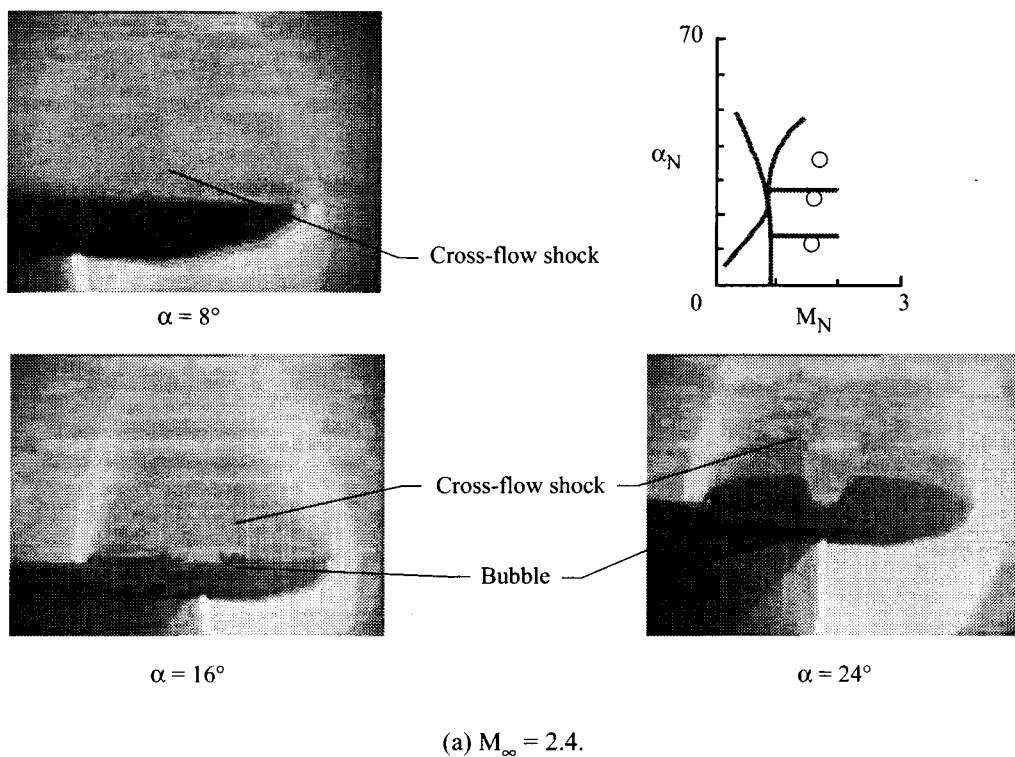 70
α_N
0
M_N
3
Cross-flow shock
α = 8°
Cross-flow shock
Bubble
α = 16°
α = 24°
(a) M_∞ = 2.4.